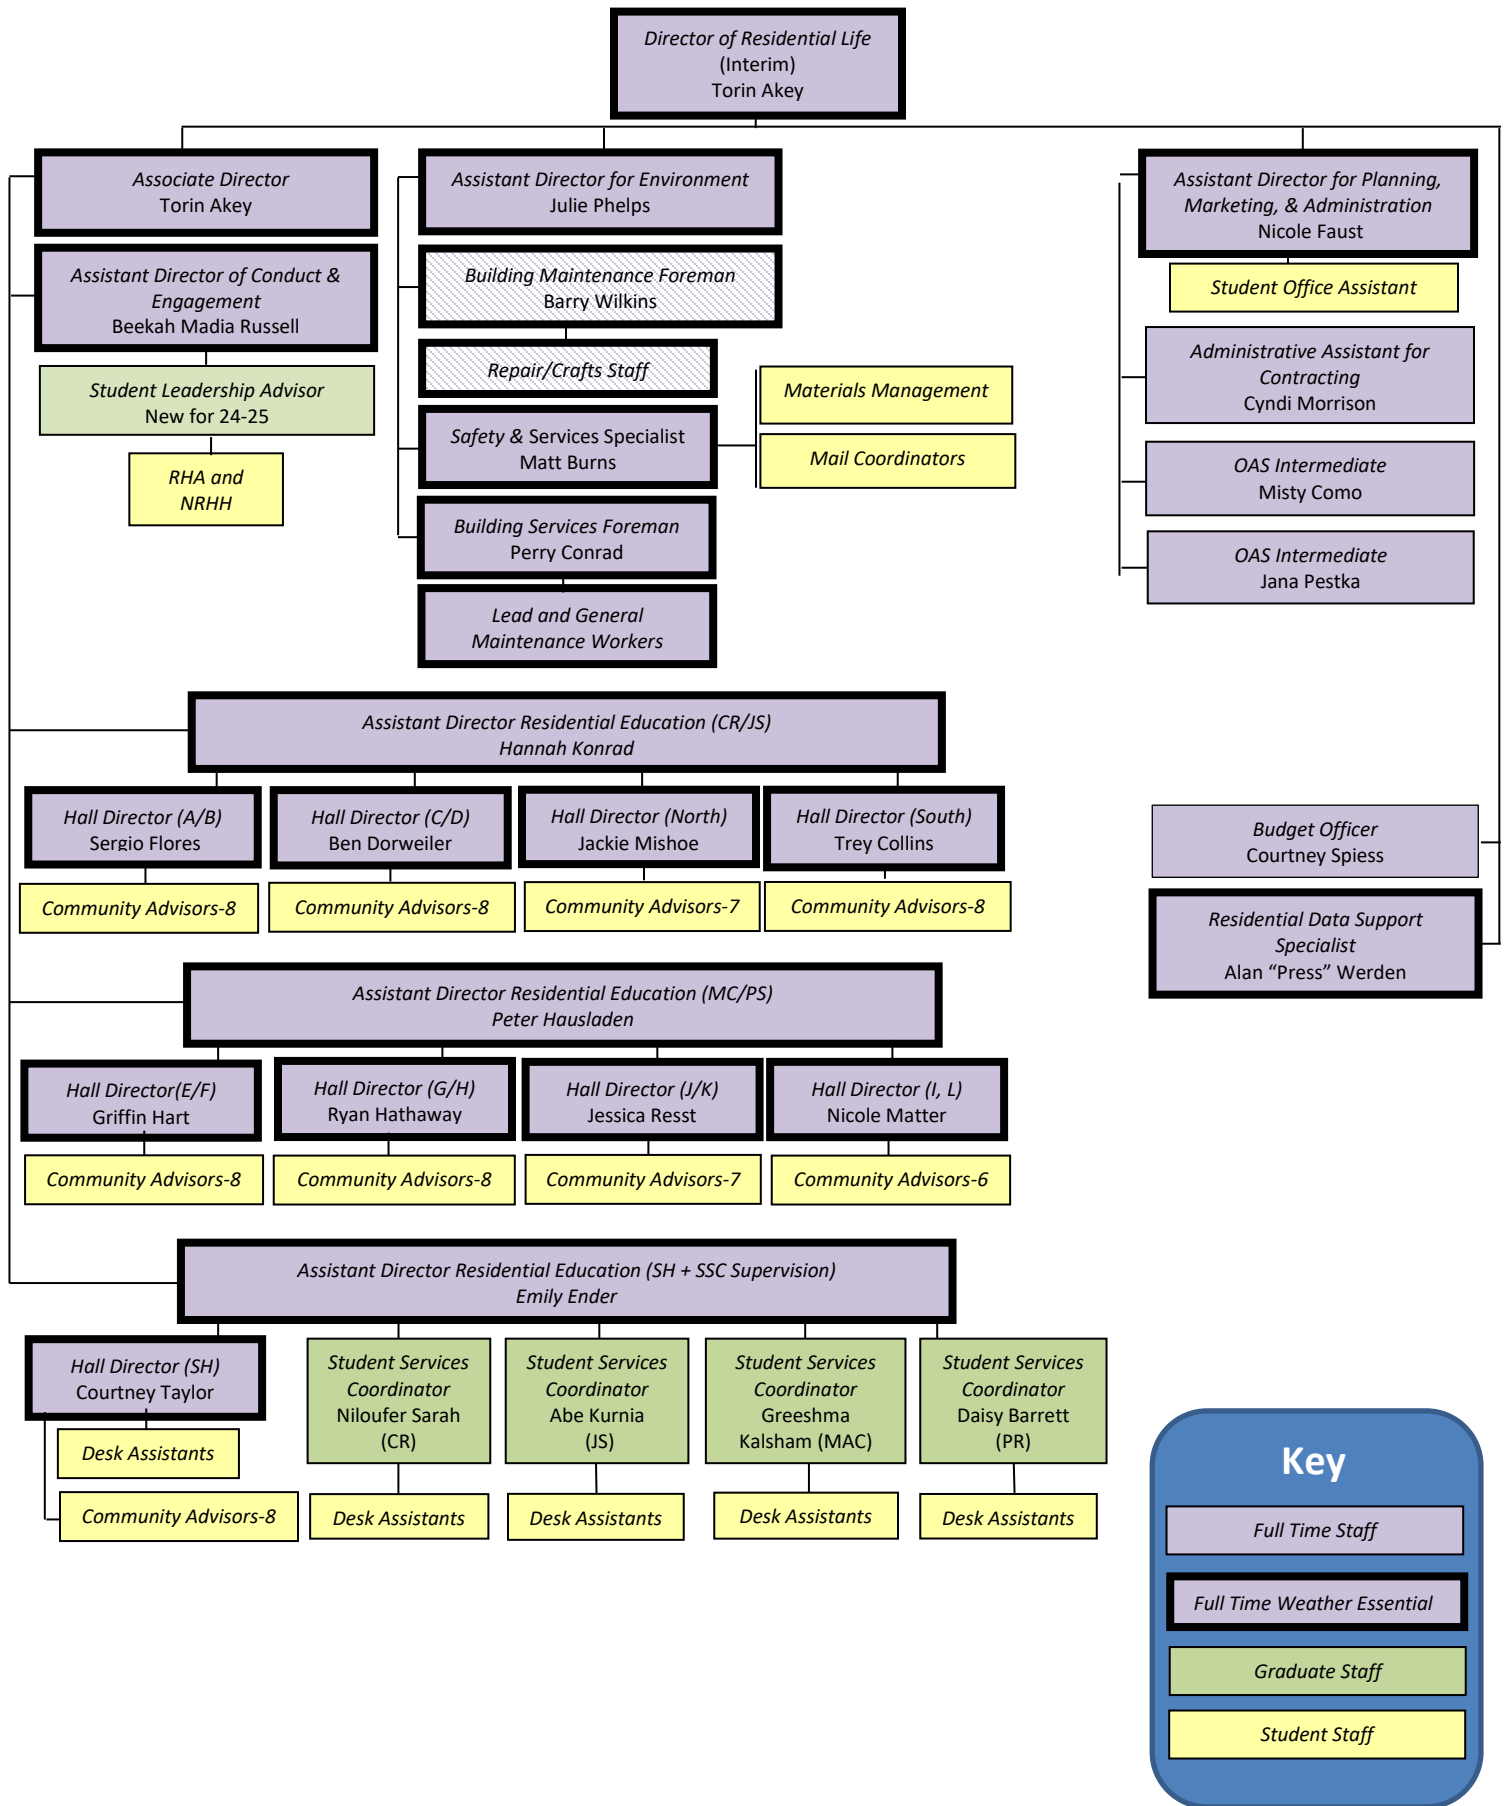 Director of Residential Life
(Interim)
Torin Akey
Associate Director
Torin Akey
Assistant Director of Conduct &
Engagement
Beekah Madia Russell
Student Leadership Advisor
New for 24-25
RHA and
NRHH
Assistant Director for Environment
Julie Phelps
Building Maintenance Foreman
Barry Wilkins
Repair/Crafts Staff
Safety & Services Specialist
Matt Burns
Materials Management
Mail Coordinators
Building Services Foreman
Perry Conrad
Lead and General
Maintenance Workers
Assistant Director for Planning,
Marketing, & Administration
Nicole Faust
Student Office Assistant
Administrative Assistant for
Contracting
Cyndi Morrison
OAS Intermediate
Misty Como
OAS Intermediate
Jana Pestka
Assistant Director Residential Education (CR/JS)
Hannah Konrad
Hall Director (A/B)
Sergio Flores
Hall Director (C/D)
Ben Dorweiler
Hall Director (North)
Jackie Mishoe
Hall Director (South)
Trey Collins
Community Advisors-8
Community Advisors-8
Community Advisors-7
Community Advisors-8
Budget Officer
Courtney Spiess
Residential Data Support
Specialist
Alan “Press” Werden
Assistant Director Residential Education (MC/PS)
Peter Hausladen
Hall Director(E/F)
Griffin Hart
Hall Director (G/H)
Ryan Hathaway
Hall Director (J/K)
Jessica Resst
Hall Director (I, L)
Nicole Matter
Community Advisors-8
Community Advisors-8
Community Advisors-7
Community Advisors-6
Assistant Director Residential Education (SH + SSC Supervision)
Emily Ender
Hall Director (SH)
Courtney Taylor
Desk Assistants
Community Advisors-8
Student Services
Coordinator
Niloufer Sarah
(CR)
Desk Assistants
Student Services
Coordinator
Abe Kurnia
(JS)
Desk Assistants
Student Services
Coordinator
Greeshma
Kalsham (MAC)
Desk Assistants
Student Services
Coordinator
Daisy Barrett
(PR)
Desk Assistants
Key
Full Time Staff
Full Time Weather Essential
Graduate Staff
Student Staff